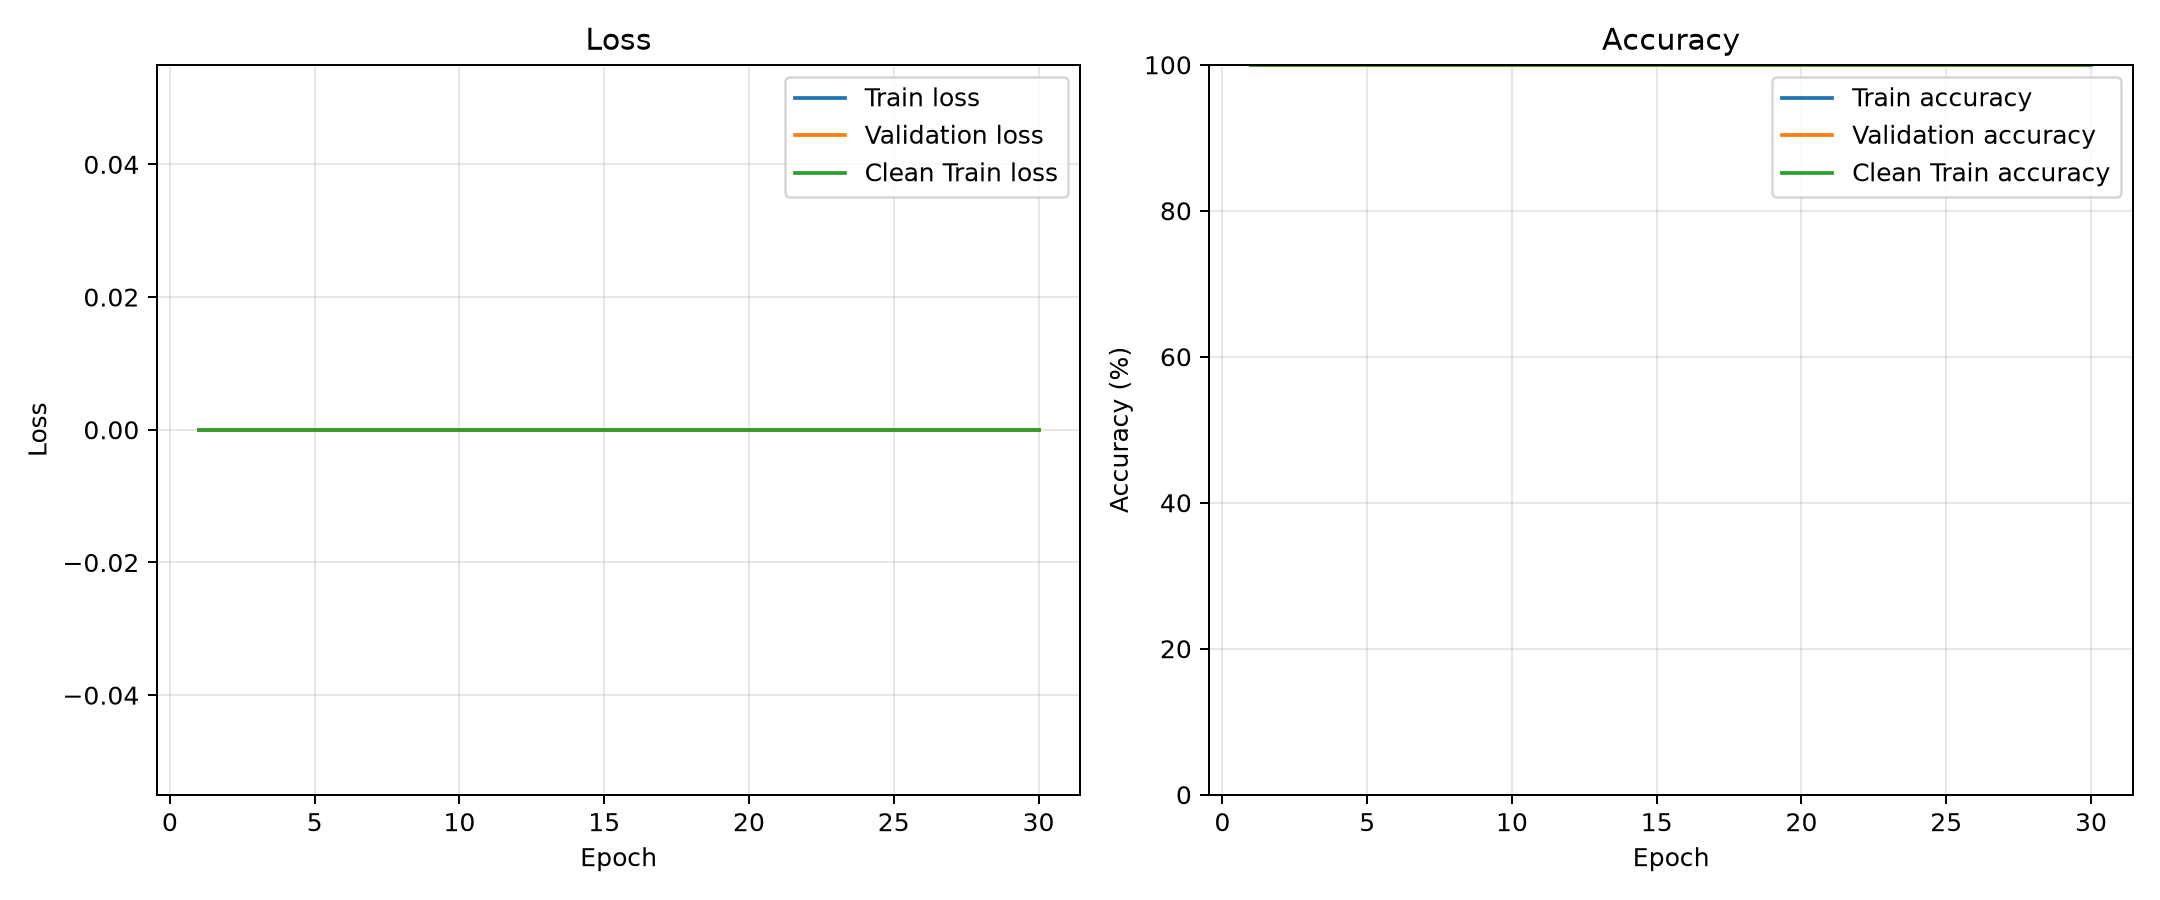 Loss
Train loss
Validation loss
Clean Train loss
0.04
0.02
0.00
−0.02
−0.04
Loss
0 5 10 15 20 25 30
Epoch
Accuracy
Train accuracy
Validation accuracy
Clean Train accuracy
100
80
60
40
20
0
Accuracy (%)
0 5 10 15 20 25 30
Epoch